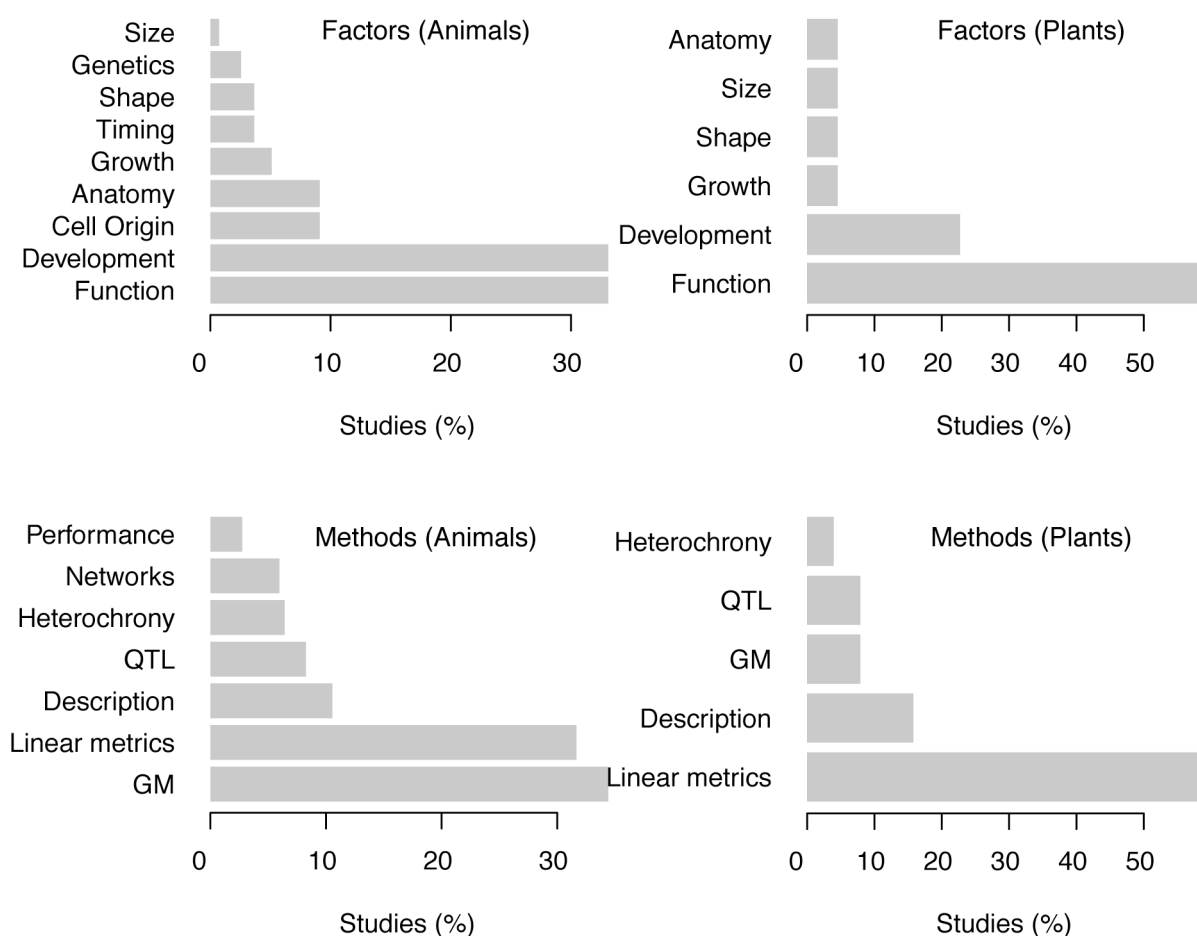 Factors (Animals)
Size
Genetics
Shape
Timing
Growth
Anatomy
Cell Origin
Development
Function
0 10 20 30
Studies (%)
Factors (Plants)
Anatomy
Size
Shape
Growth
Development
Function
0 10 20 30 40 50
Studies (%)
Methods (Animals)
Performance
Networks
Heterochrony
QTL
Description
Linear metrics
GM
0 10 20 30
Studies (%)
Methods (Plants)
Heterochrony
QTL
GM
Description
Linear metrics
0 10 20 30 40 50
Studies (%)